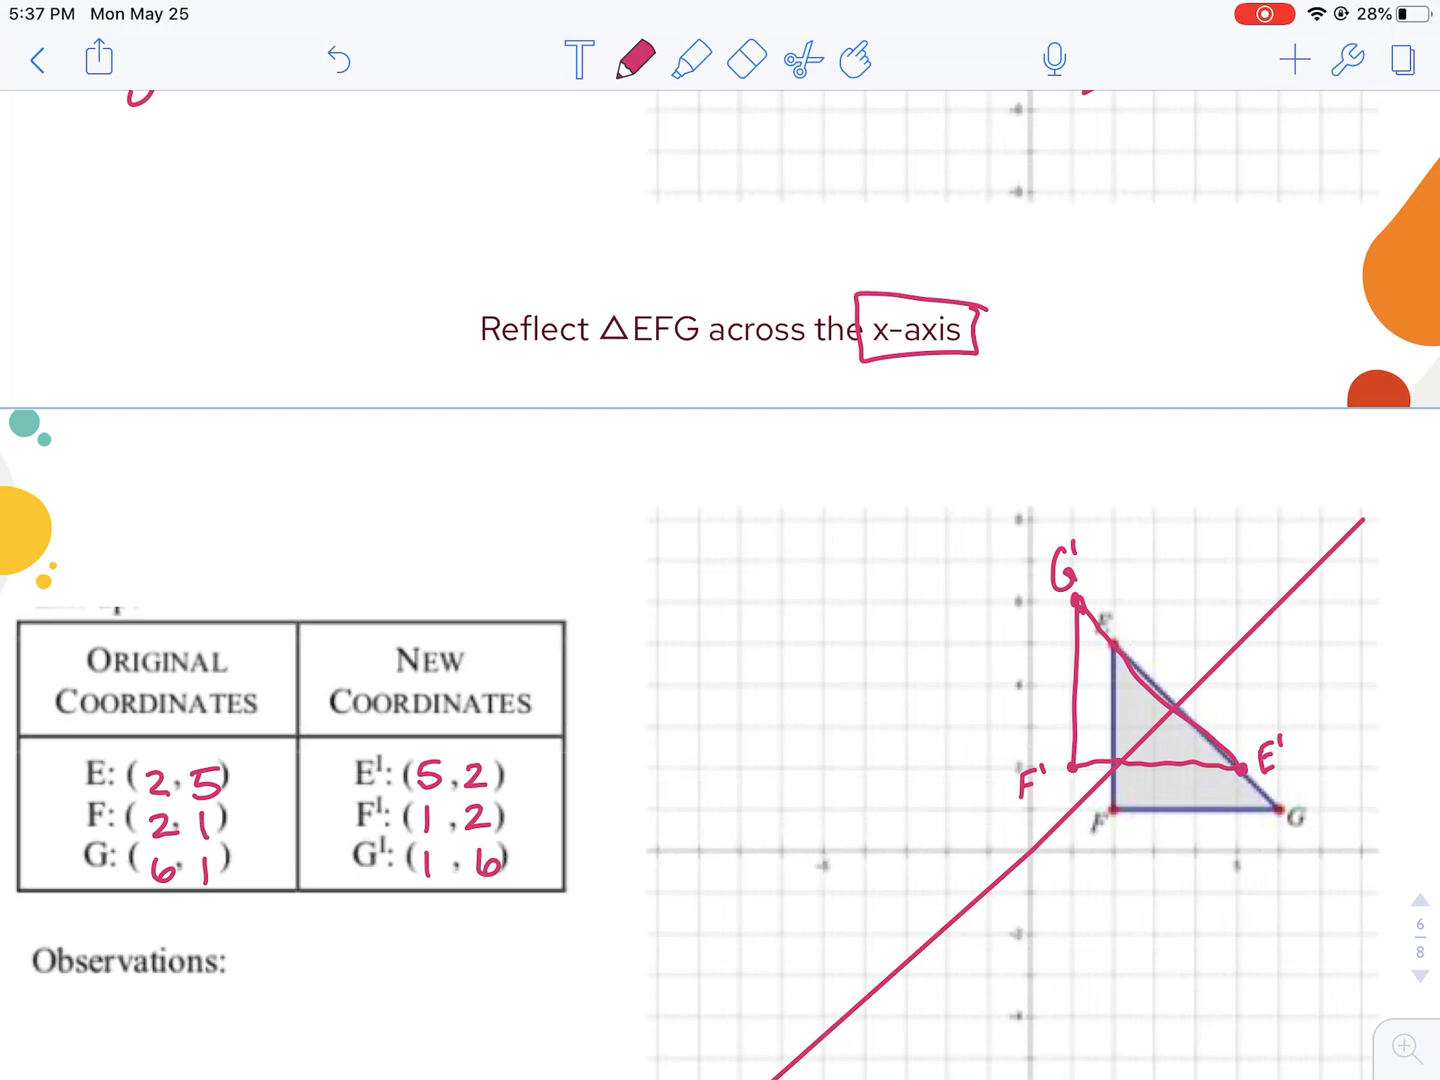 5:37 PM Mon May 25
28%
T
Reflect △EFG across the x-axis
ORIGINAL COORDINATES
NEW COORDINATES
E: (2, 5)
E': (5, 2)
F: (2, 1)
F': (1, 2)
G: (6, 1)
G': (1, 6)
Observations:
G'
E
E'
F'
F
G
5
6
8